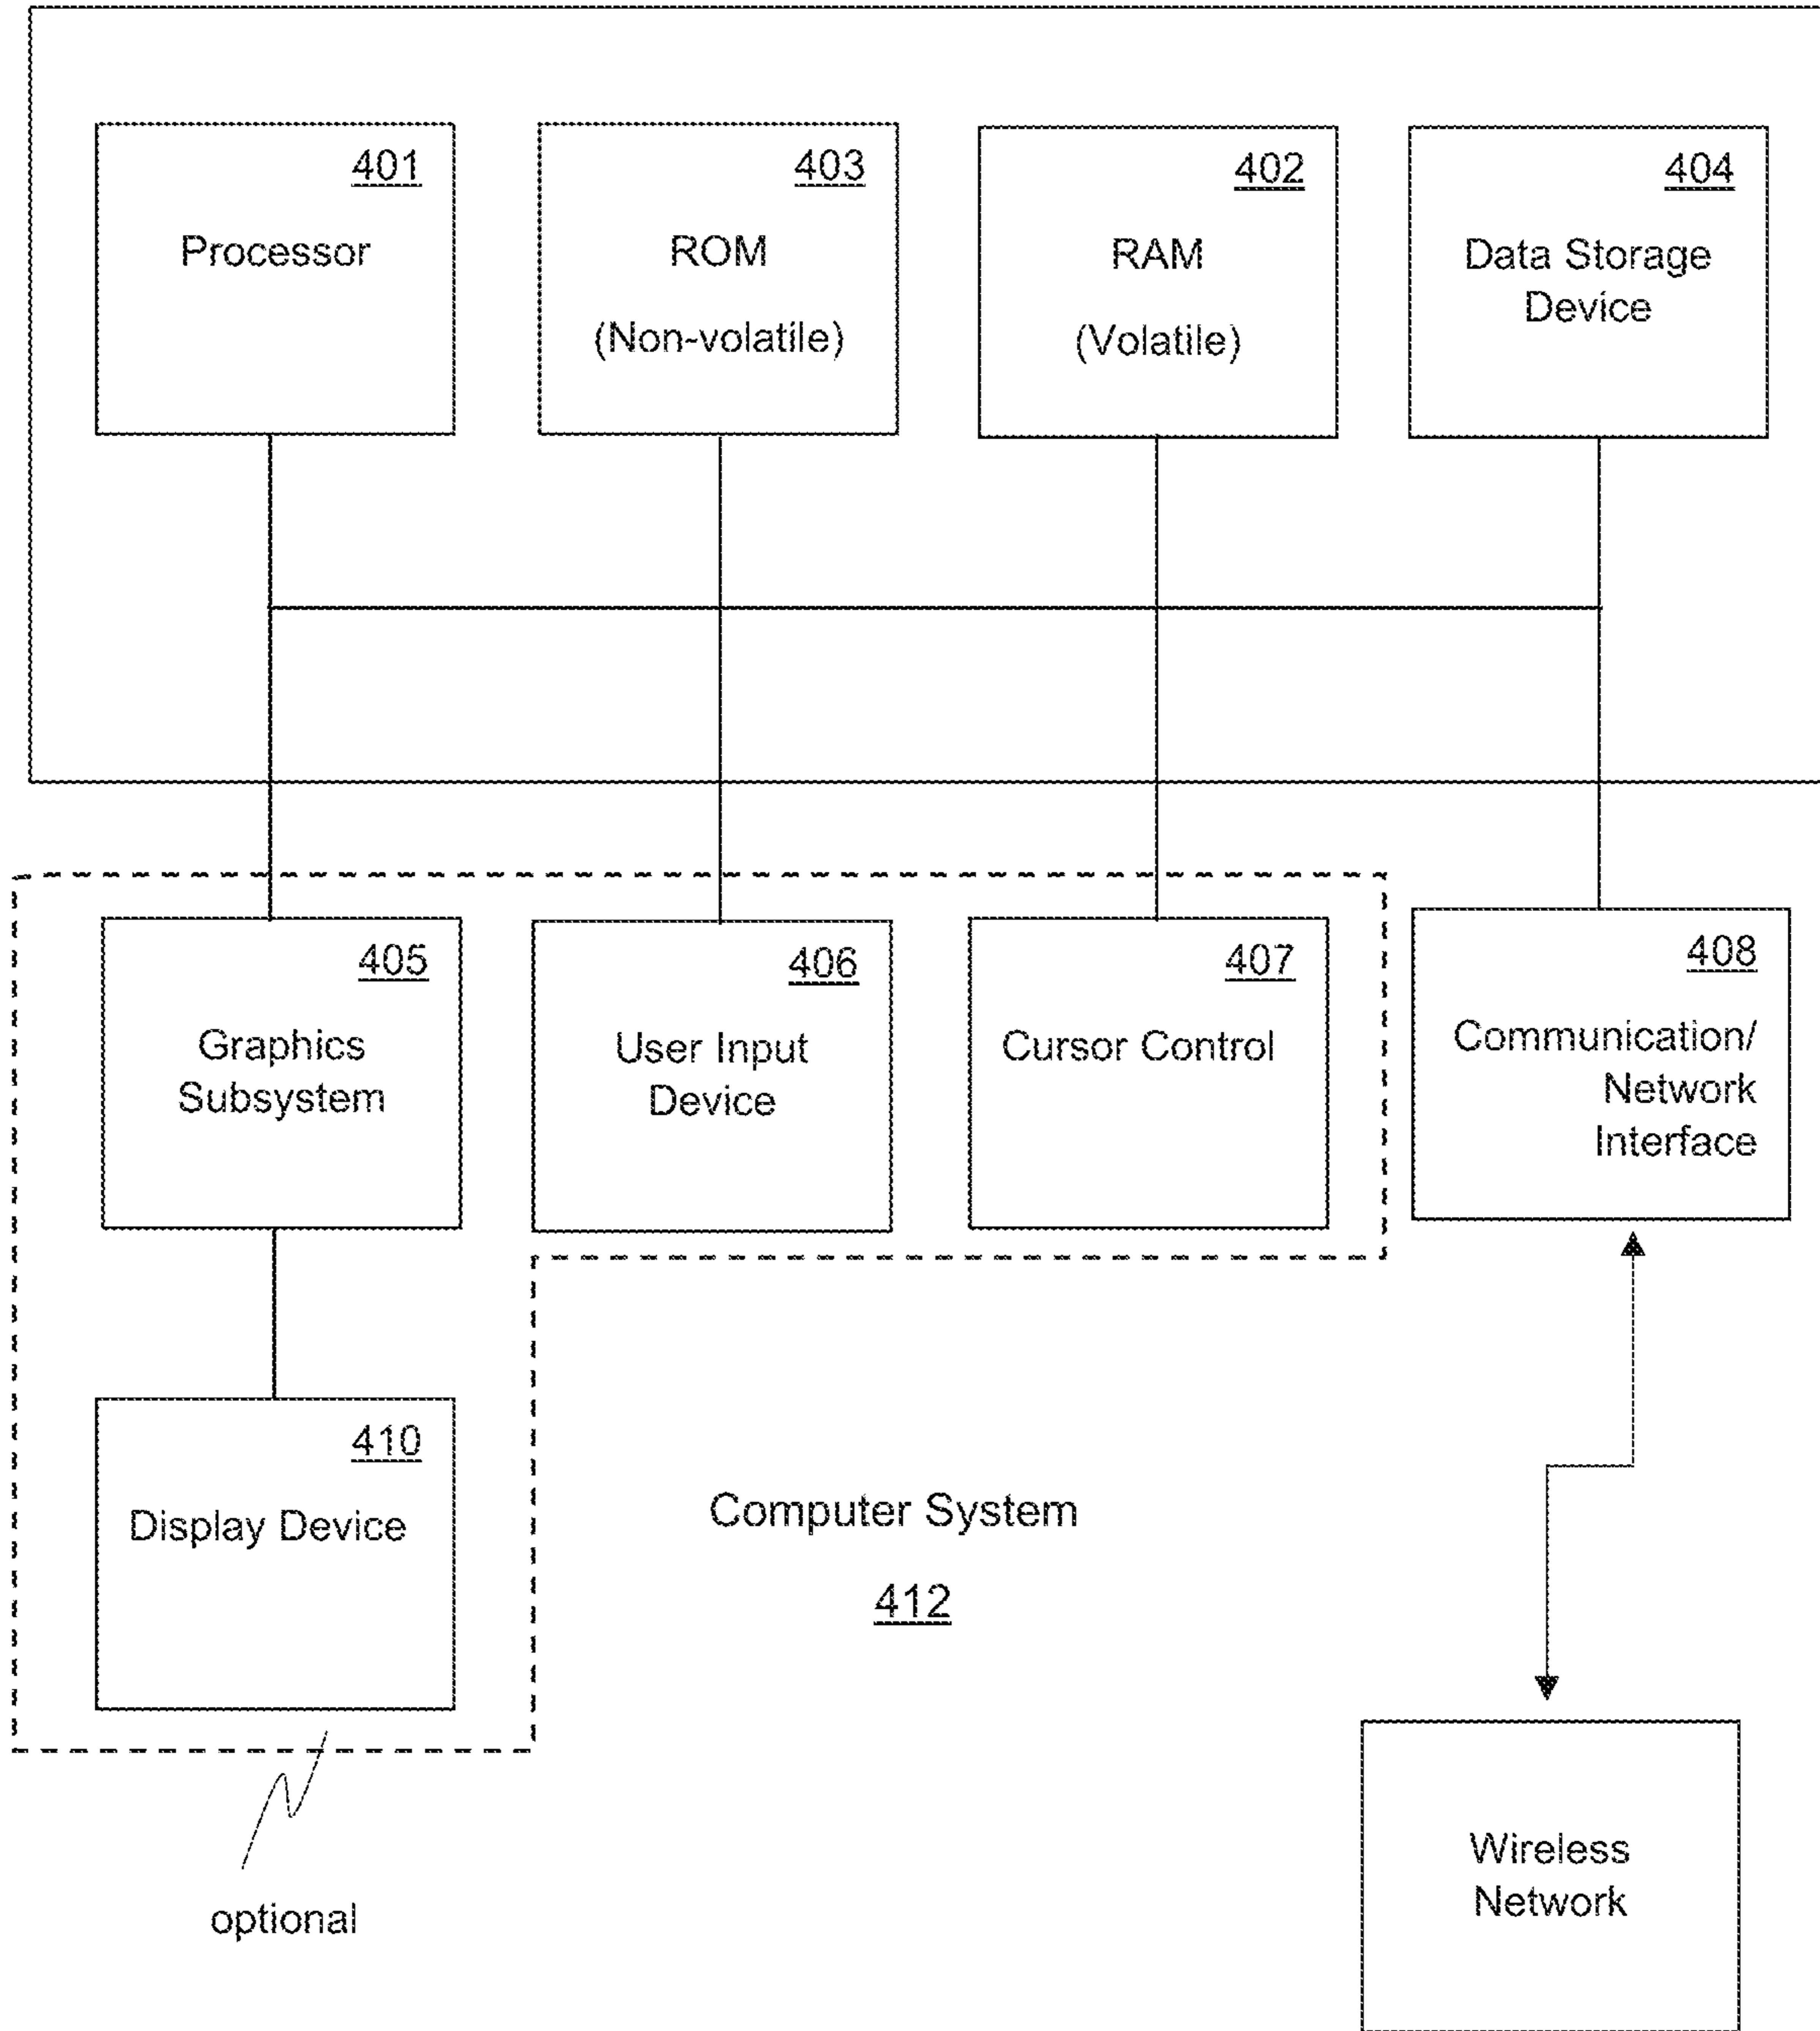 401
Processor
403
ROM
(Non-volatile)
402
RAM
(Volatile)
404
Data Storage
Device
405
Graphics
Subsystem
406
User Input
Device
407
Cursor Control
408
Communication/
Network
Interface
410
Display Device
Computer System
412
optional
Wireless
Network